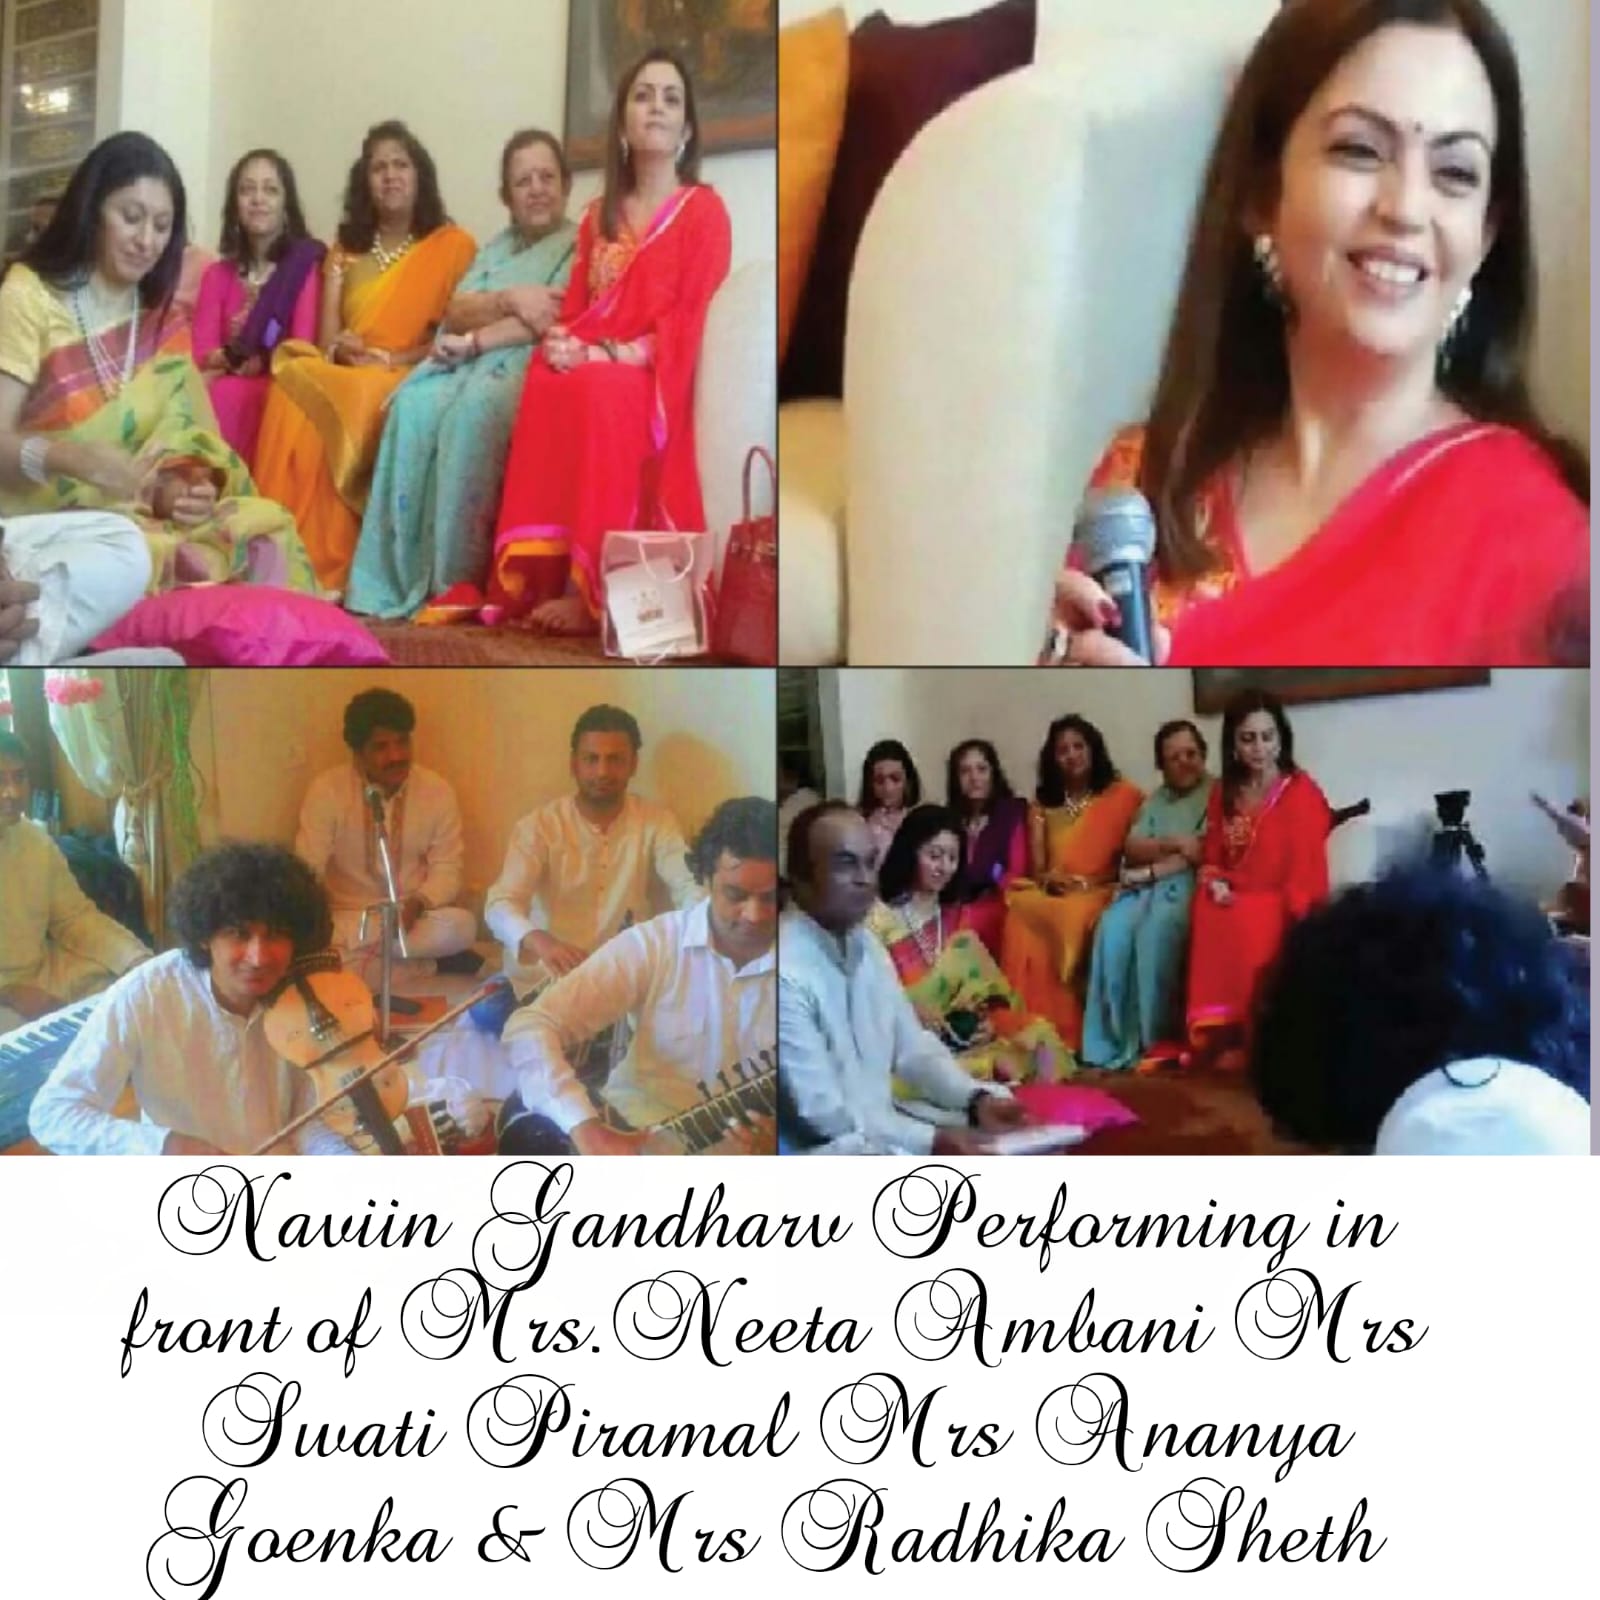 Naviin Gandharv Performing in
front of Mrs. Neeta Ambani Mrs
Swati Piramal Mrs Ananya
Goenka & Mrs Radhika Sheth